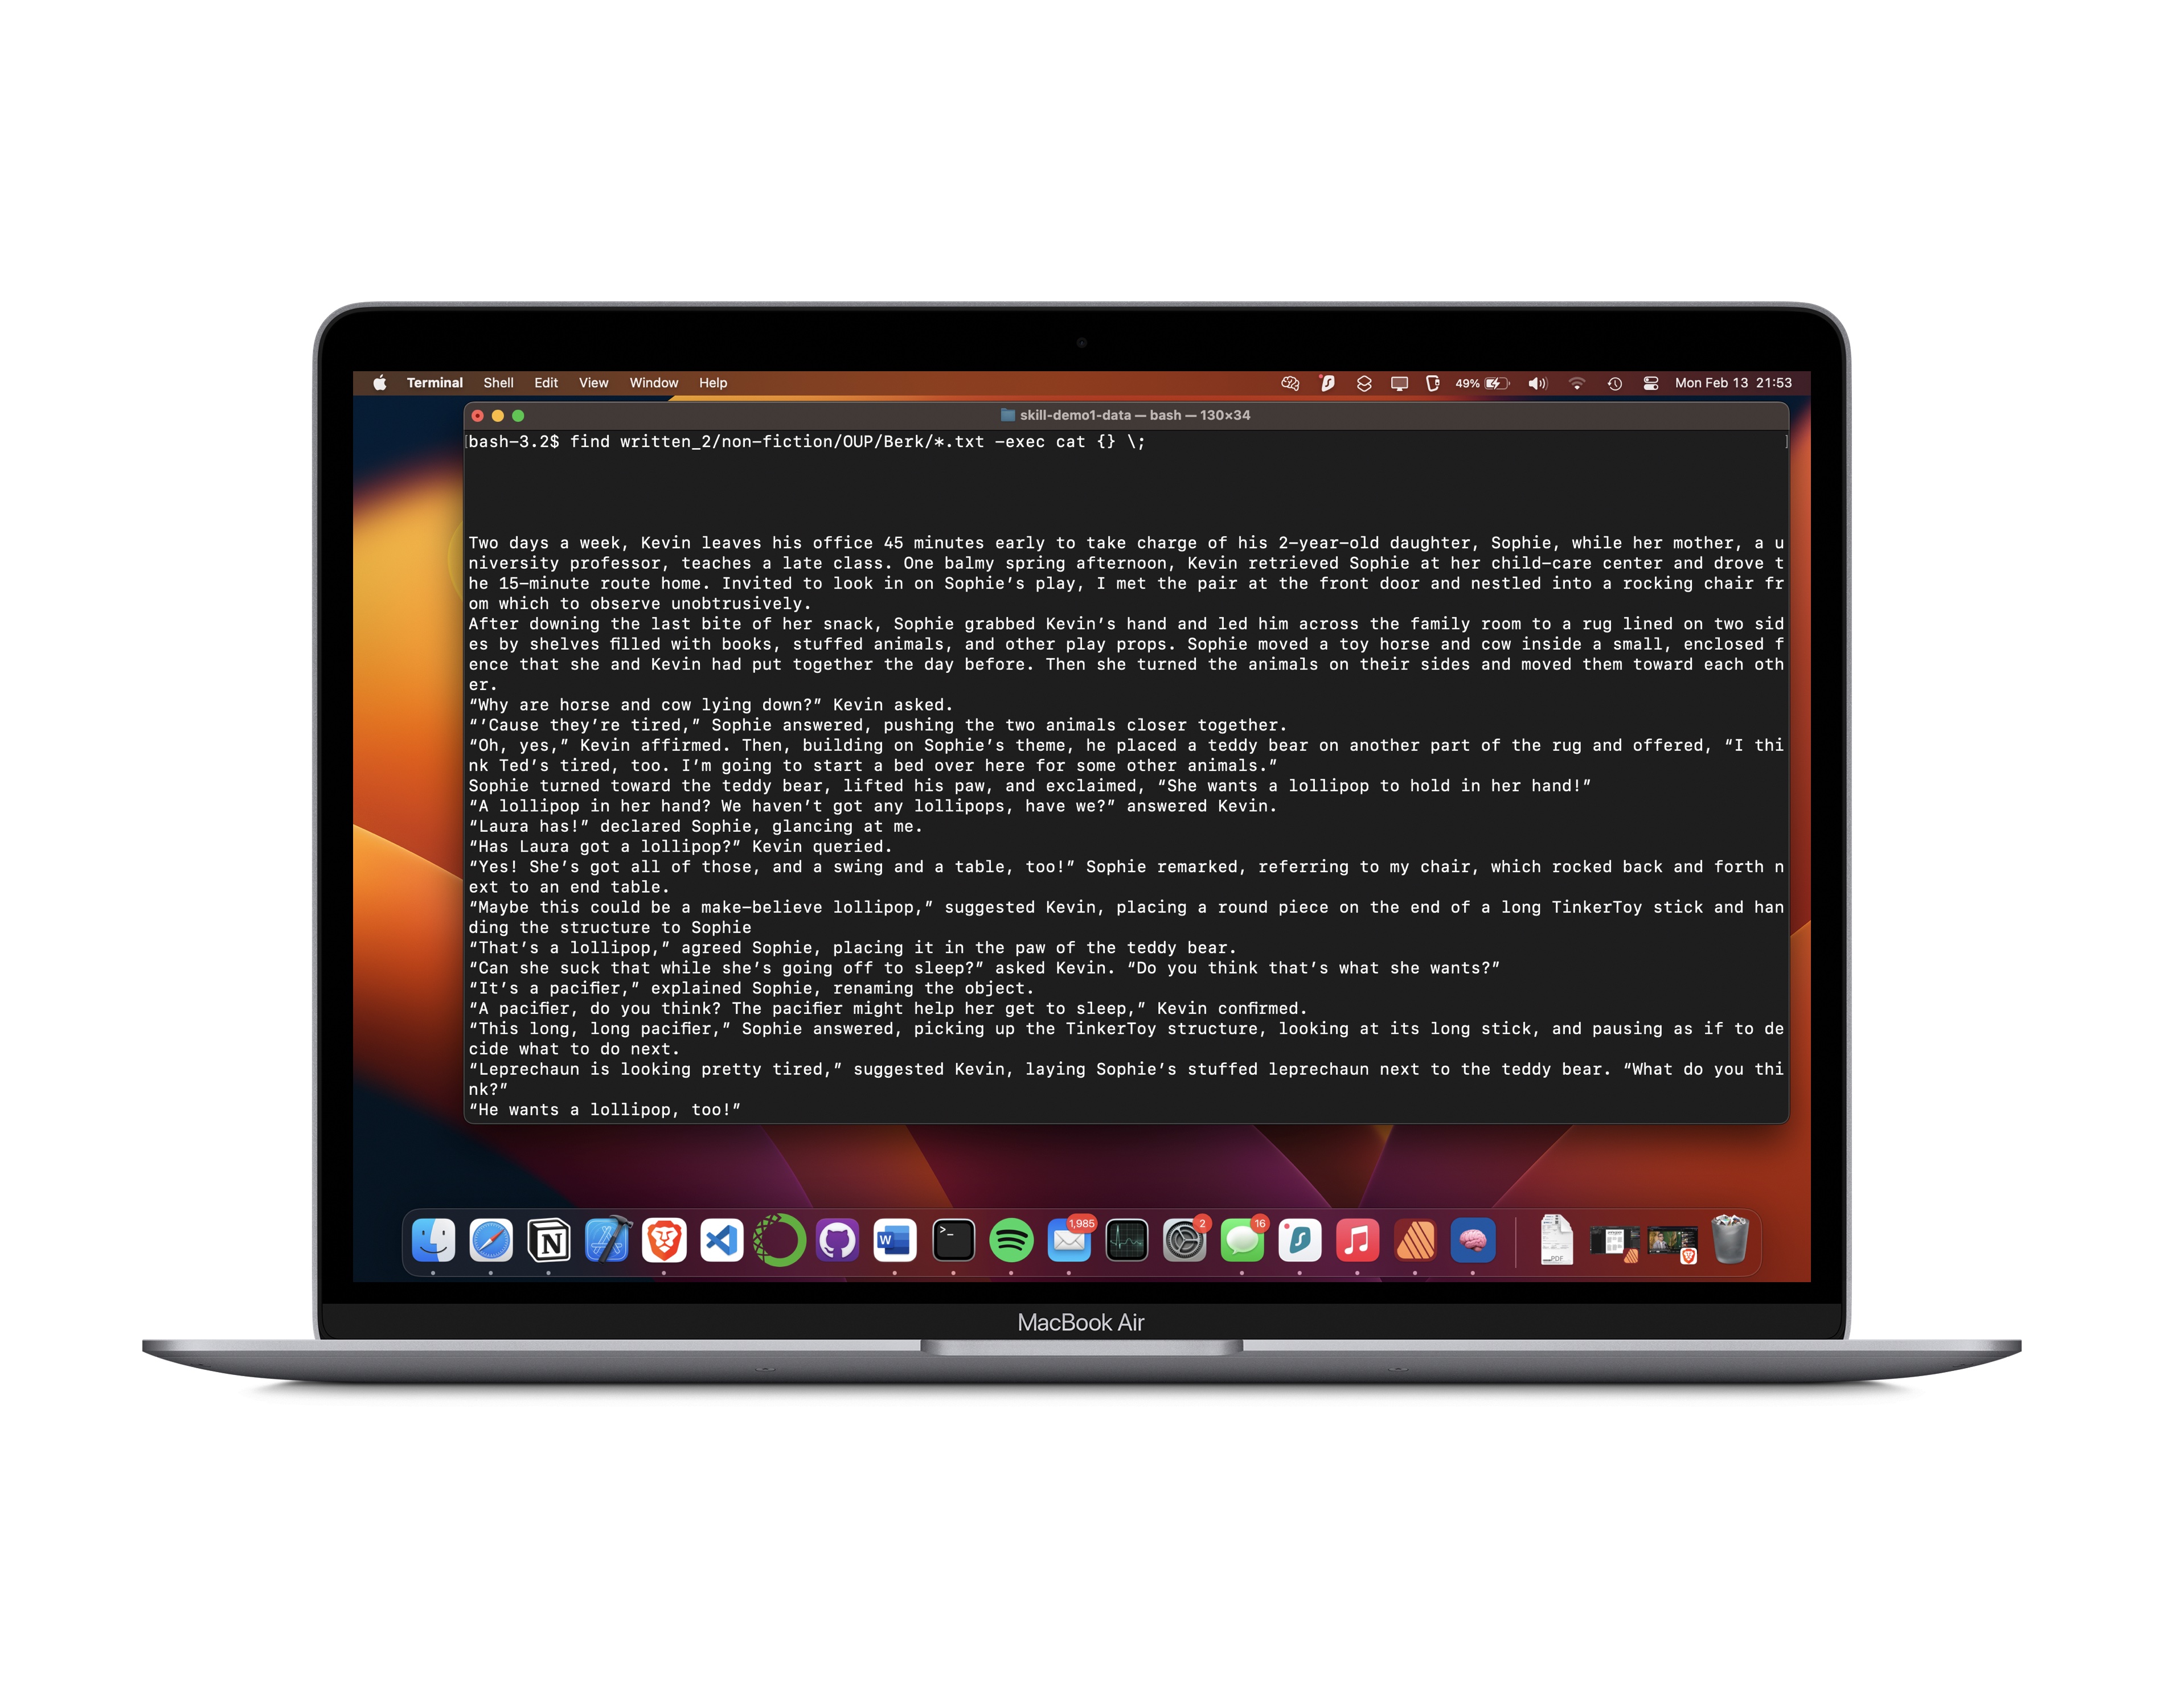 Terminal Shell Edit View Window Help 49% Mon Feb 13 21:53
skill-demo1-data — bash — 130×34
bash-3.2$ find written_2/non-fiction/OUP/Berk/*.txt -exec cat {} \;
Two days a week, Kevin leaves his office 45 minutes early to take charge of his 2-year-old daughter, Sophie, while her mother, a u
niversity professor, teaches a late class. One balmy spring afternoon, Kevin retrieved Sophie at her child-care center and drove t
he 15-minute route home. Invited to look in on Sophie’s play, I met the pair at the front door and nestled into a rocking chair fr
om which to observe unobtrusively.
After downing the last bite of her snack, Sophie grabbed Kevin’s hand and led him across the family room to a rug lined on two sid
es by shelves filled with books, stuffed animals, and other play props. Sophie moved a toy horse and cow inside a small, enclosed f
ence that she and Kevin had put together the day before. Then she turned the animals on their sides and moved them toward each oth
er.
“Why are horse and cow lying down?” Kevin asked.
“’Cause they’re tired,” Sophie answered, pushing the two animals closer together.
“Oh, yes,” Kevin affirmed. Then, building on Sophie’s theme, he placed a teddy bear on another part of the rug and offered, “I thi
nk Ted’s tired, too. I’m going to start a bed over here for some other animals.”
Sophie turned toward the teddy bear, lifted his paw, and exclaimed, “She wants a lollipop to hold in her hand!”
“A lollipop in her hand? We haven’t got any lollipops, have we?” answered Kevin.
“Laura has!” declared Sophie, glancing at me.
“Has Laura got a lollipop?” Kevin queried.
“Yes! She’s got all of those, and a swing and a table, too!” Sophie remarked, referring to my chair, which rocked back and forth n
ext to an end table.
“Maybe this could be a make-believe lollipop,” suggested Kevin, placing a round piece on the end of a long TinkerToy stick and han
ding the structure to Sophie
“That’s a lollipop,” agreed Sophie, placing it in the paw of the teddy bear.
“Can she suck that while she’s going off to sleep?” asked Kevin. “Do you think that’s what she wants?”
“It’s a pacifier,” explained Sophie, renaming the object.
“A pacifier, do you think? The pacifier might help her get to sleep,” Kevin confirmed.
“This long, long pacifier,” Sophie answered, picking up the TinkerToy structure, looking at its long stick, and pausing as if to de
cide what to do next.
“Leprechaun is looking pretty tired,” suggested Kevin, laying Sophie’s stuffed leprechaun next to the teddy bear. “What do you thi
nk?”
“He wants a lollipop, too!”
1,985 2 16
N W >_ PDF
MacBook Air